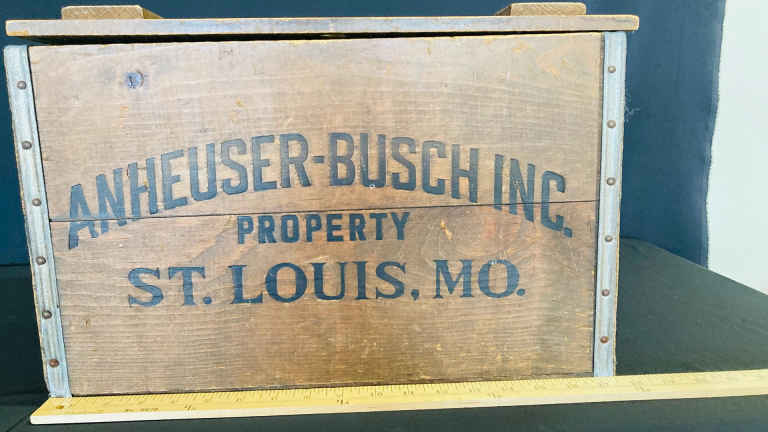 ANHEUSER-BUSCH INC.
PROPERTY
ST. LOUIS, MO.